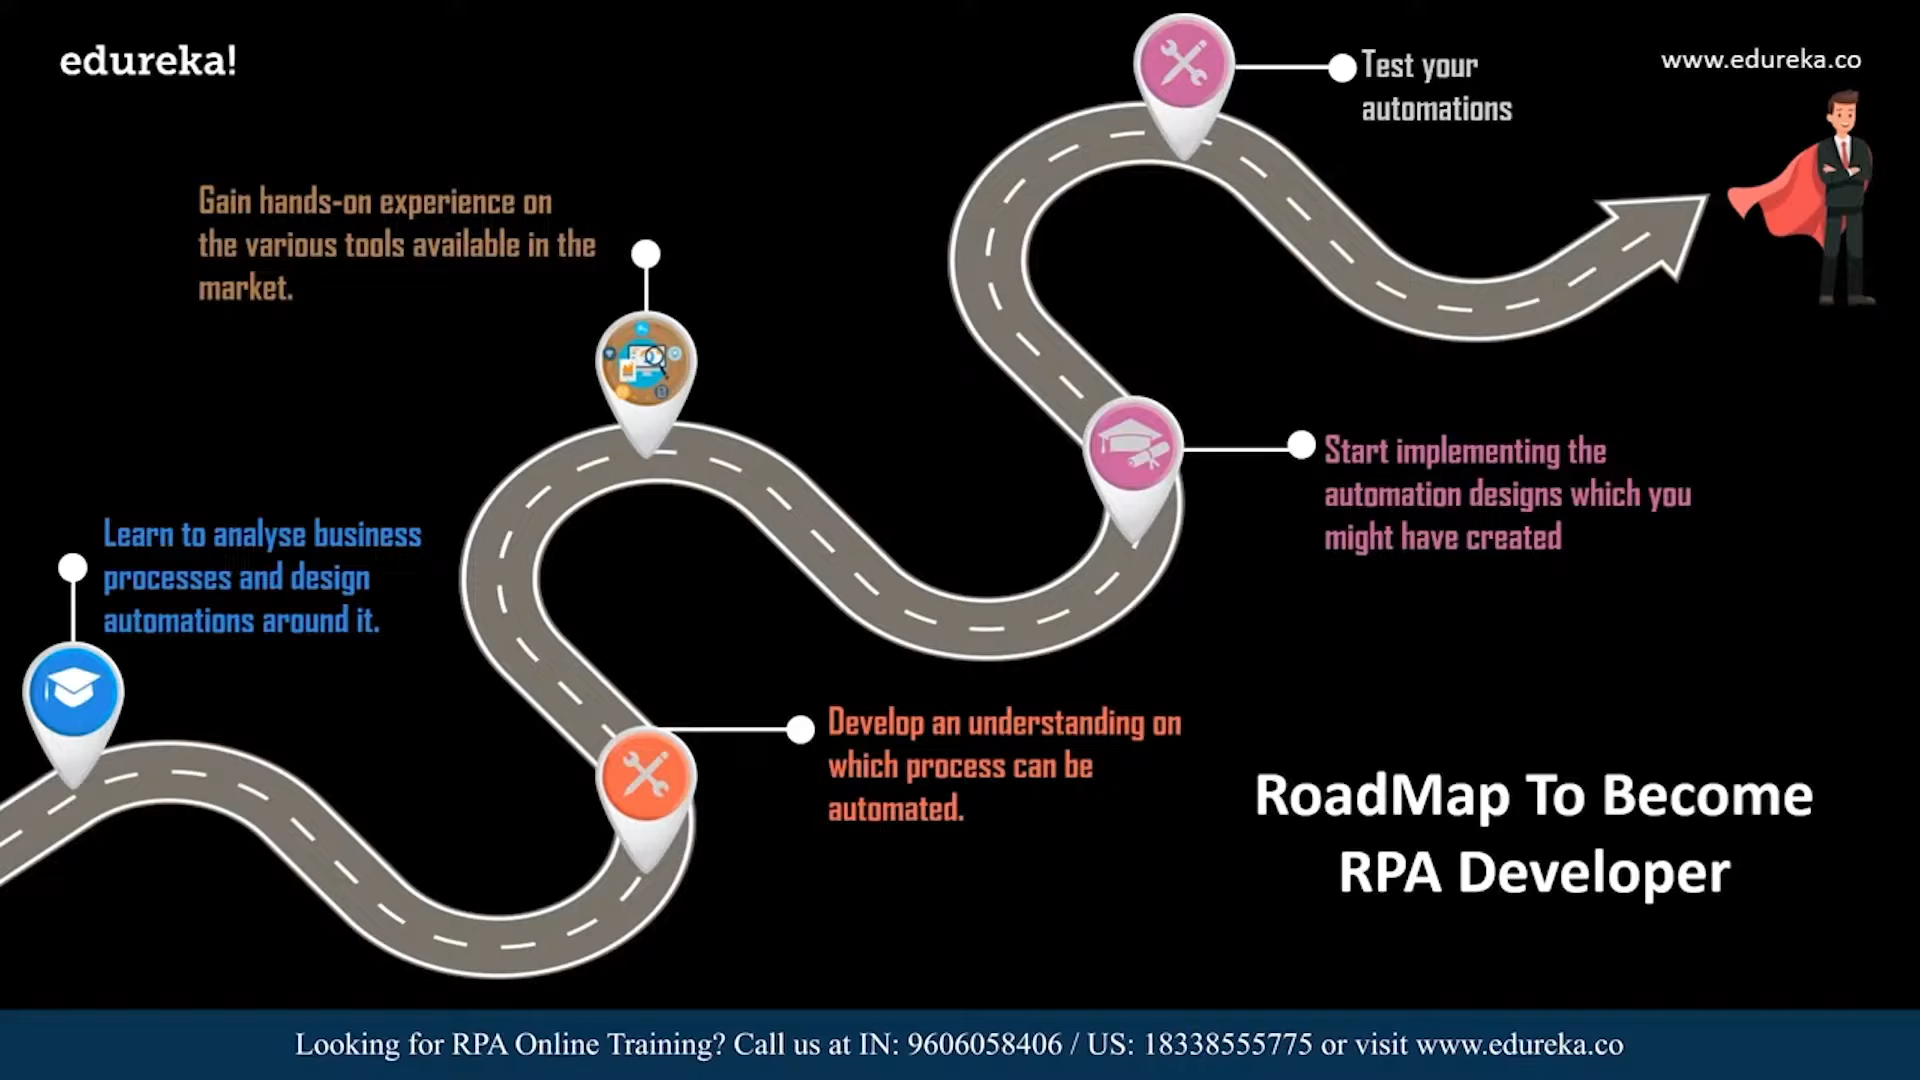 edureka!
www.edureka.co
Test your
automations
Gain hands-on experience on
the various tools available in the
market.
Start implementing the
automation designs which you
might have created
Learn to analyse business
processes and design
automations around it.
Develop an understanding on
which process can be
automated.
RoadMap To Become
RPA Developer
Looking for RPA Online Training? Call us at IN: 9606058406 / US: 18338555775 or visit www.edureka.co